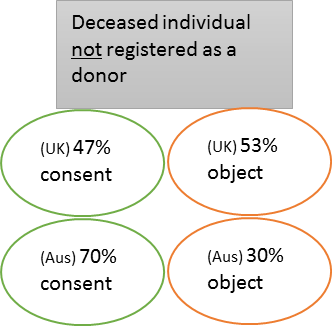 Deceased individual
not registered as a
donor
(UK) 47%
consent
(UK) 53%
object
(Aus) 70%
consent
(Aus) 30%
object